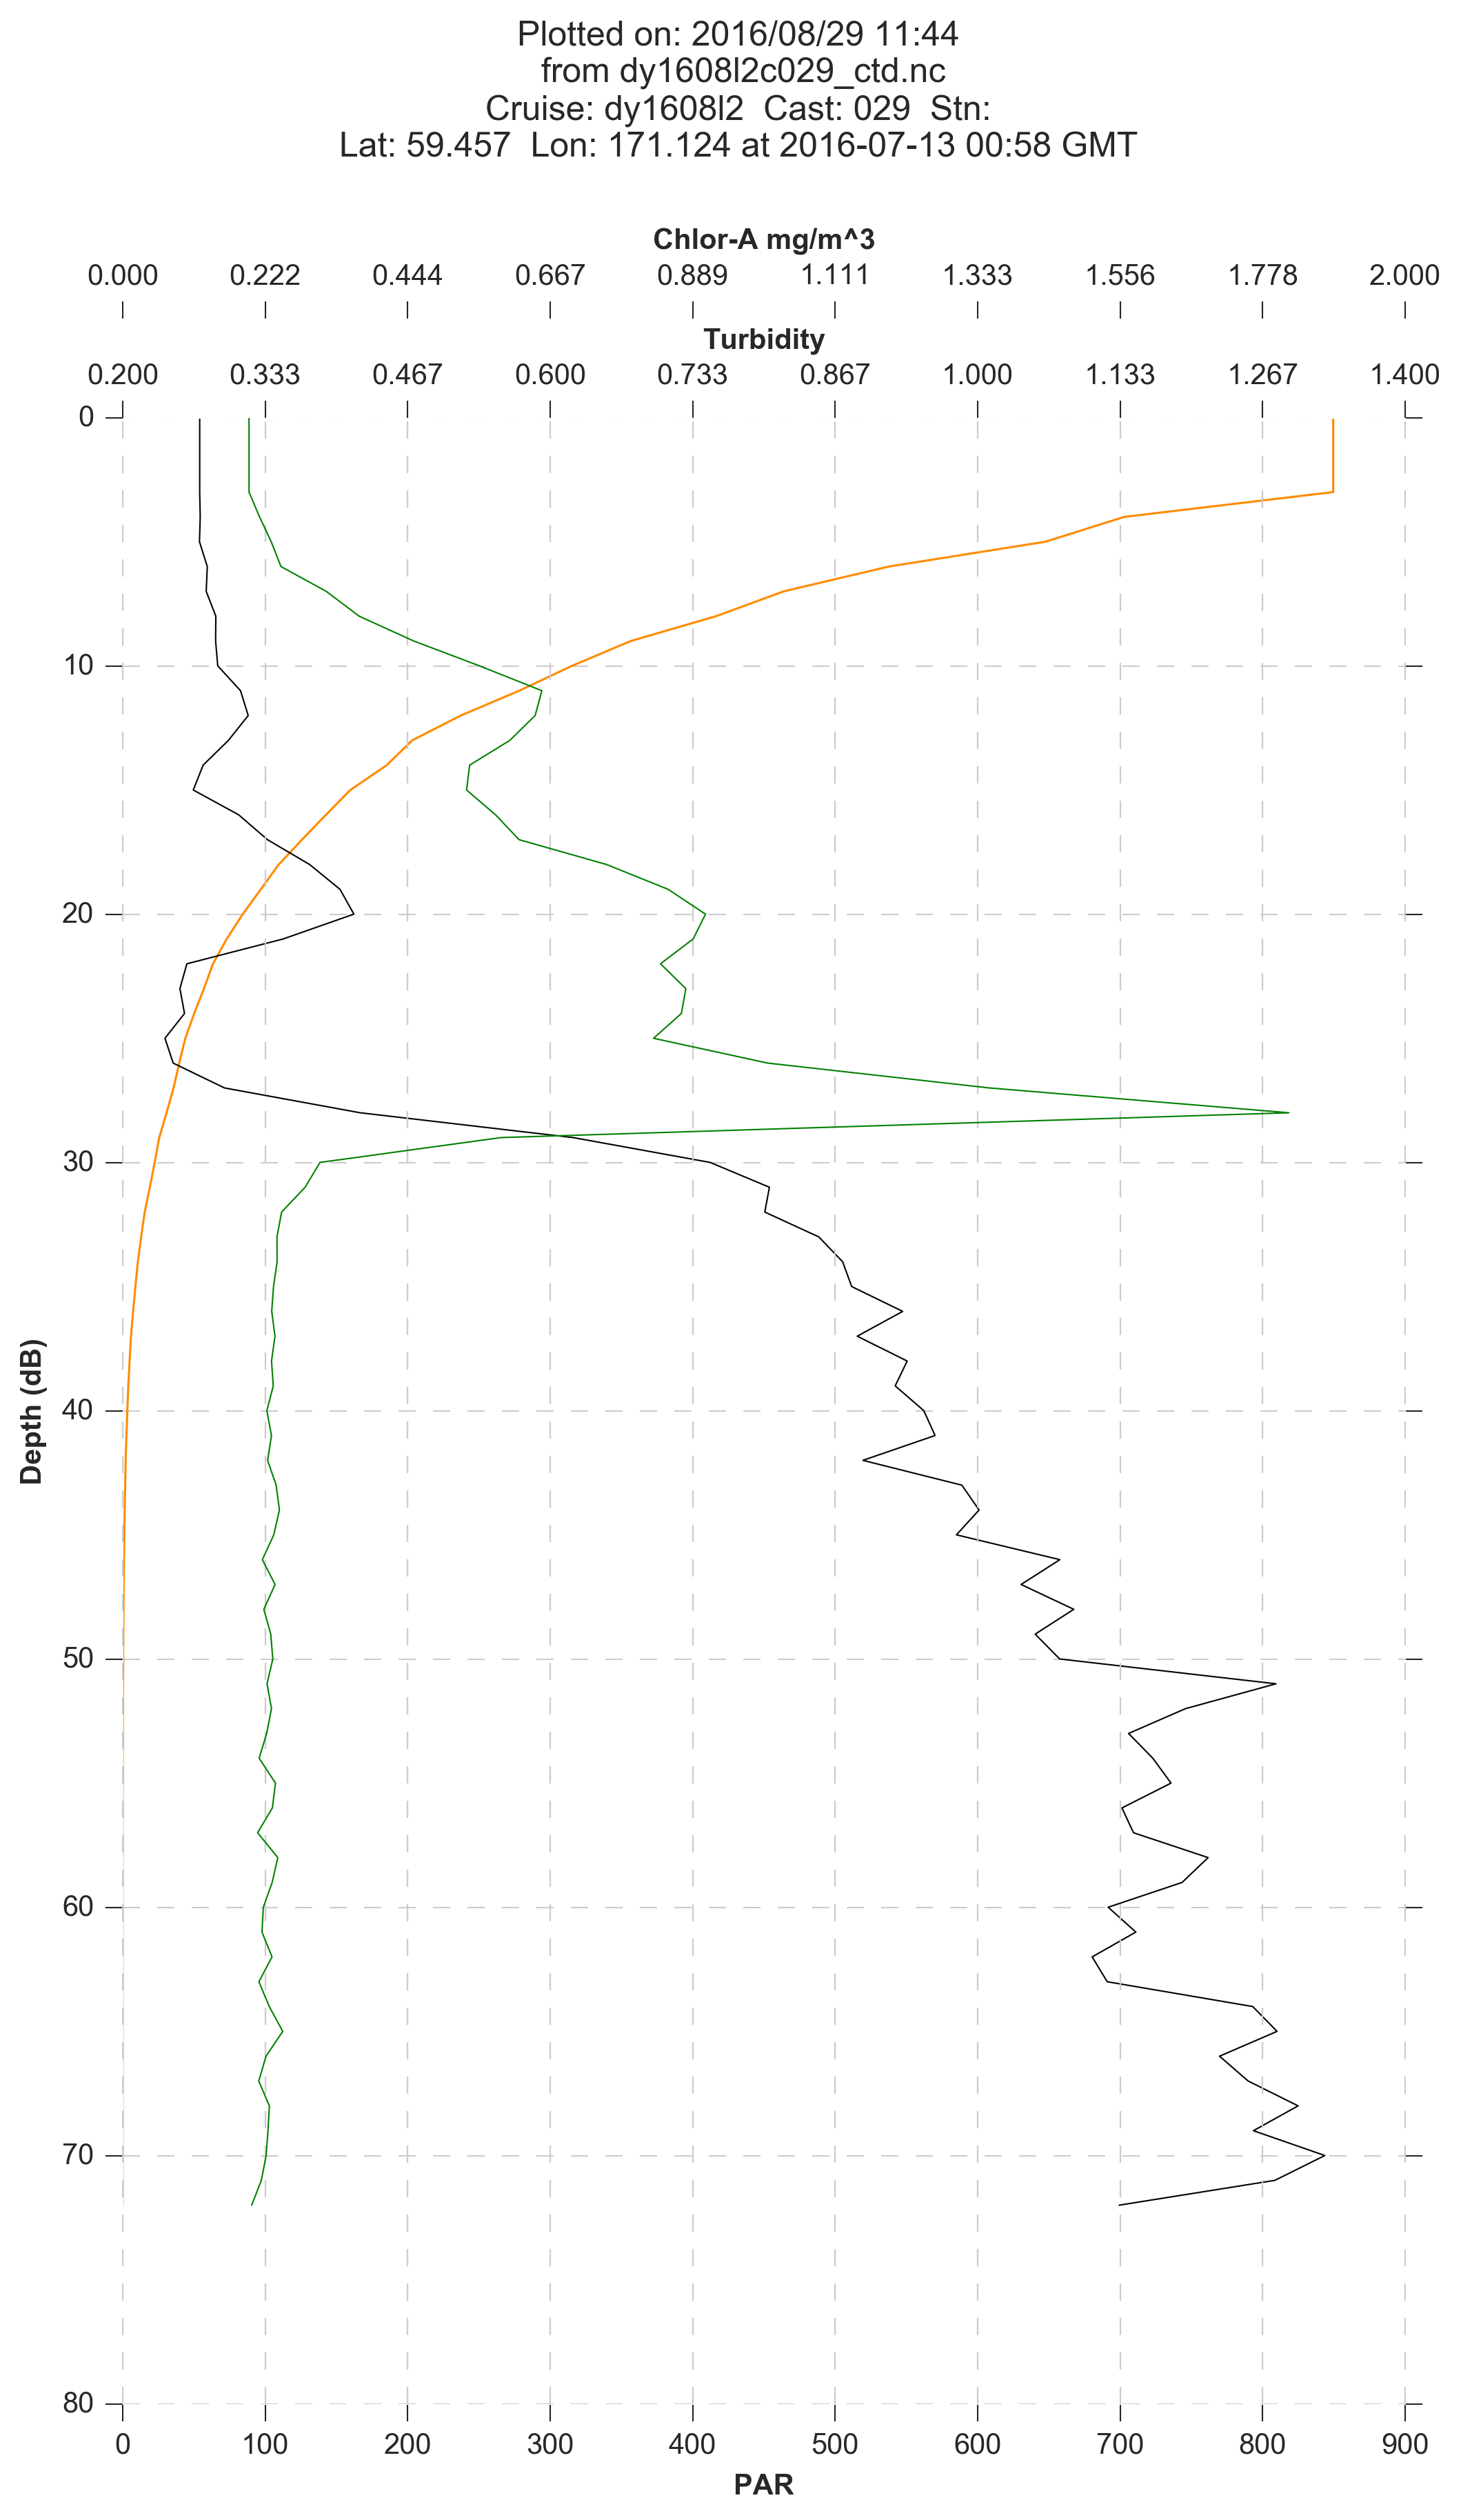 Plotted on: 2016/08/29 11:44
from dy1608l2c029_ctd.nc
Cruise: dy1608l2  Cast: 029  Stn:
Lat: 59.457  Lon: 171.124 at 2016-07-13 00:58 GMT
Chlor-A mg/m^3
0.000 0.222 0.444 0.667 0.889 1.111 1.333 1.556 1.778 2.000
Turbidity
0.200 0.333 0.467 0.600 0.733 0.867 1.000 1.133 1.267 1.400
0
10
20
30
40
50
60
70
80
Depth (dB)
0 100 200 300 400 500 600 700 800 900
PAR